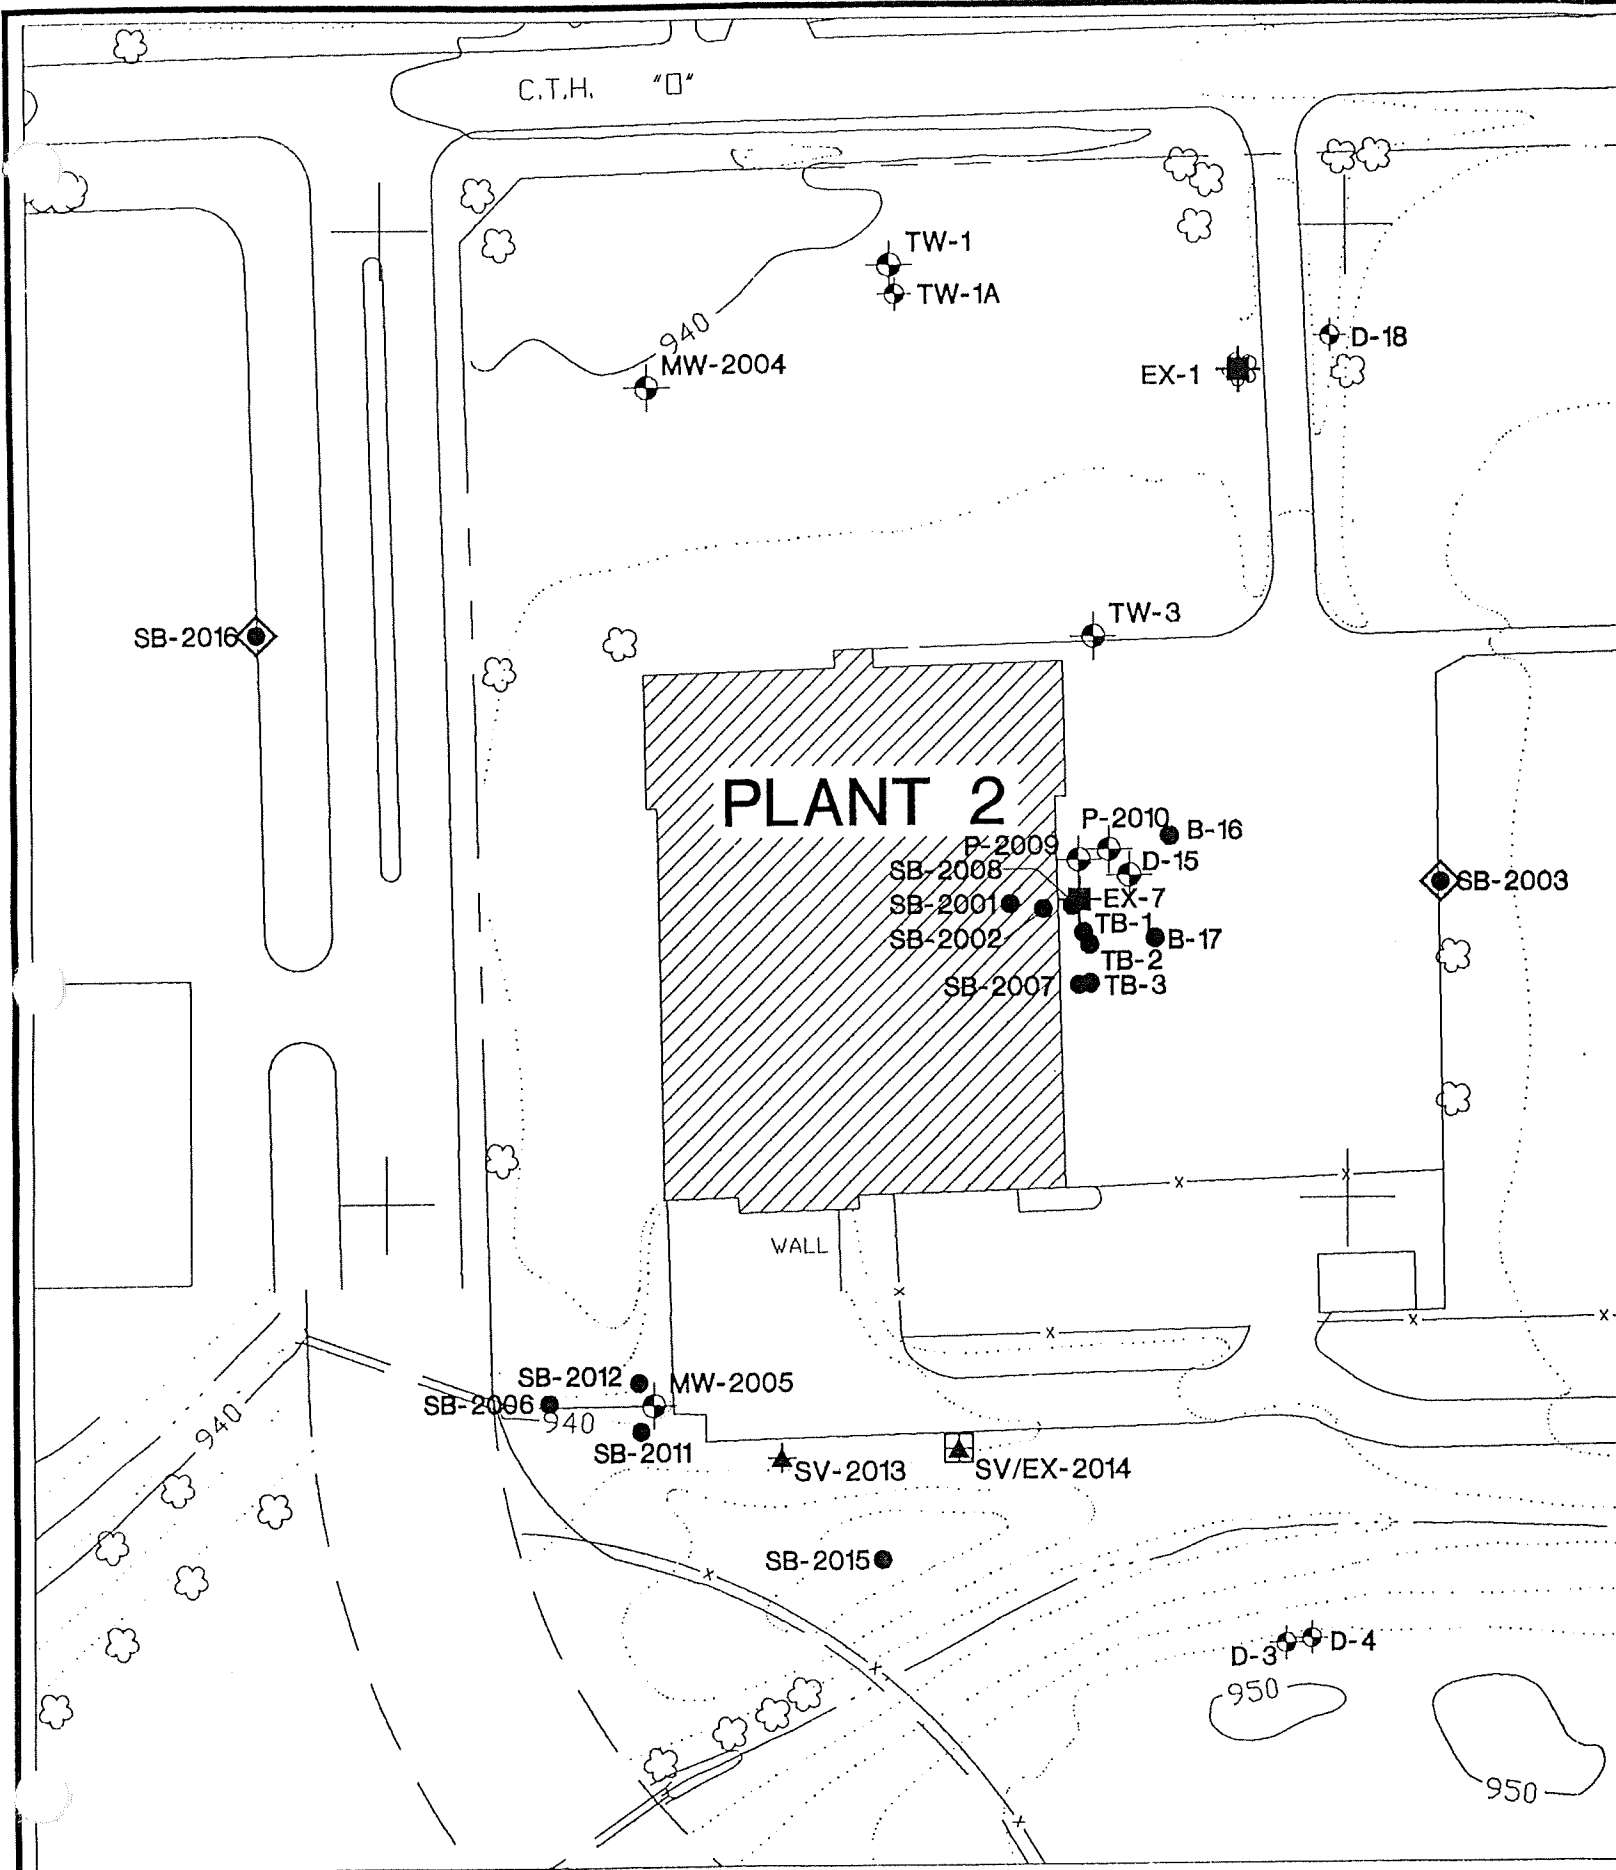 C.T.H. "O"
TW-1
TW-1A
940
MW-2004
D-18
EX-1
TW-3
SB-2016
PLANT 2
P-2010
B-16
P-2009
D-15
SB-2008
SB-2003
EX-7
SB-2001
TB-1
B-17
SB-2002
TB-2
SB-2007
TB-3
WALL
SB-2012
MW-2005
SB-2006
940
940
SB-2011
SV-2013
SV/EX-2014
SB-2015
D-3
D-4
950
950